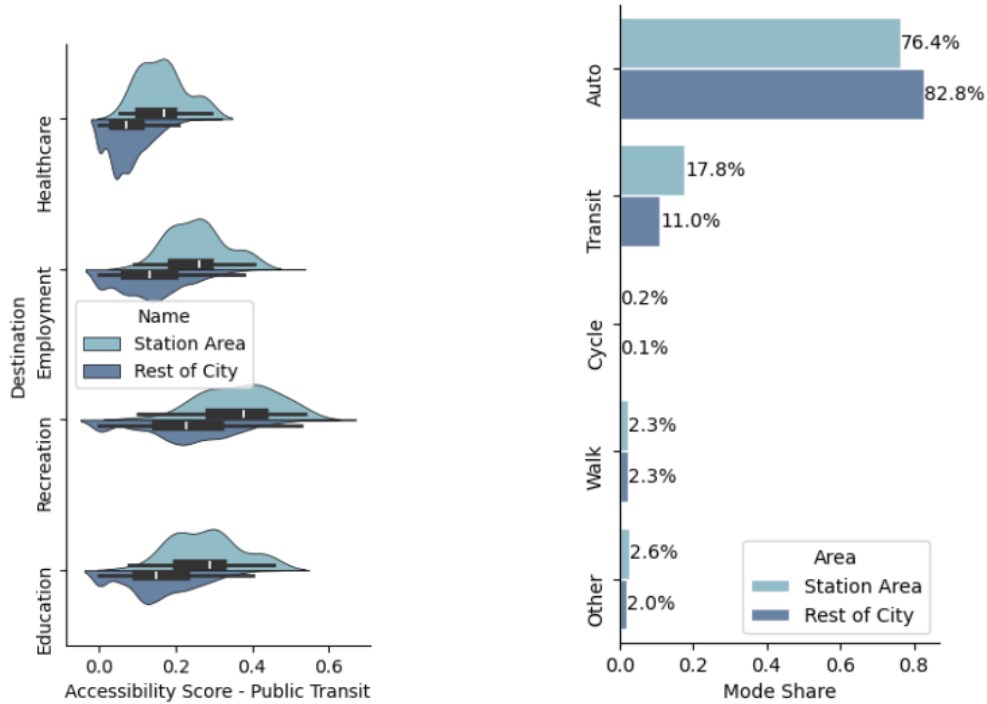 Destination
Healthcare
Employment
Recreation
Education
Name
Station Area
Rest of City
0.0 0.2 0.4 0.6
Accessibility Score - Public Transit
Auto
76.4%
82.8%
Transit
17.8%
11.0%
Cycle
0.2%
0.1%
Walk
2.3%
2.3%
Other
2.6%
2.0%
Area
Station Area
Rest of City
0.0 0.2 0.4 0.6 0.8
Mode Share